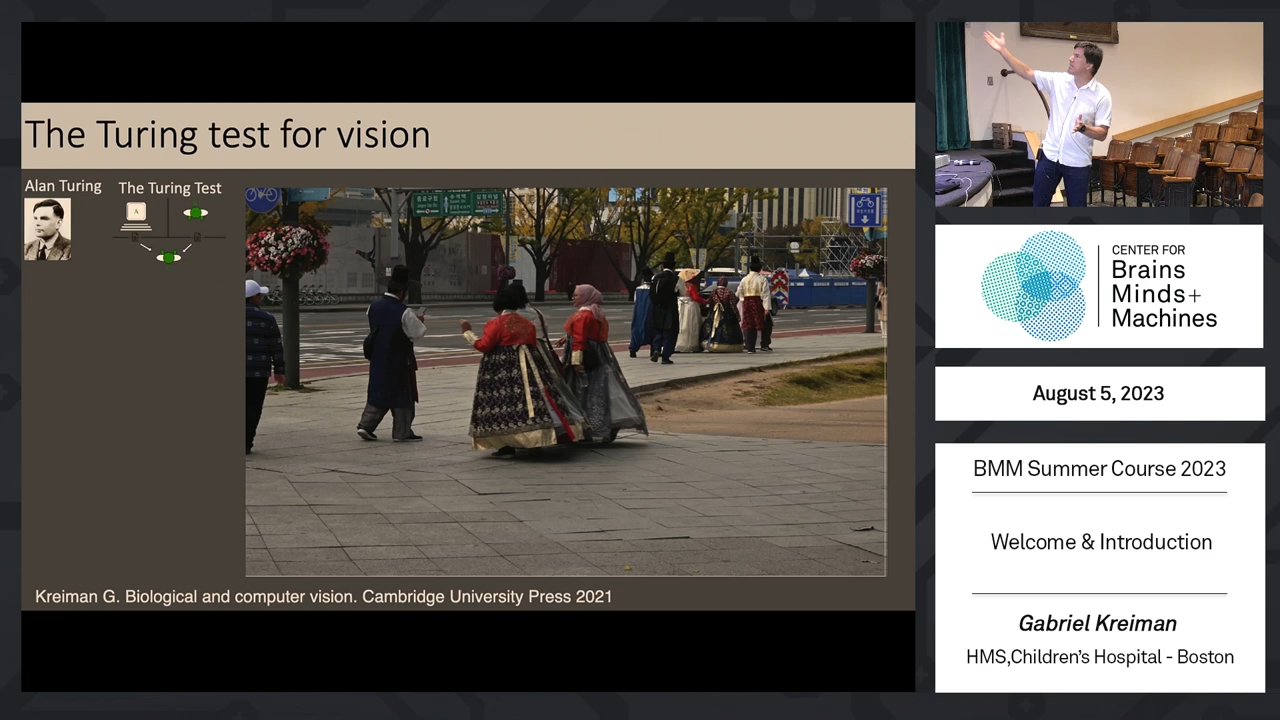 The Turing test for vision
Alan Turing
The Turing Test
A
Kreiman G. Biological and computer vision. Cambridge University Press 2021
CENTER FOR
Brains
Minds+
Machines
August 5, 2023
BMM Summer Course 2023
Welcome & Introduction
Gabriel Kreiman
HMS,Children's Hospital - Boston